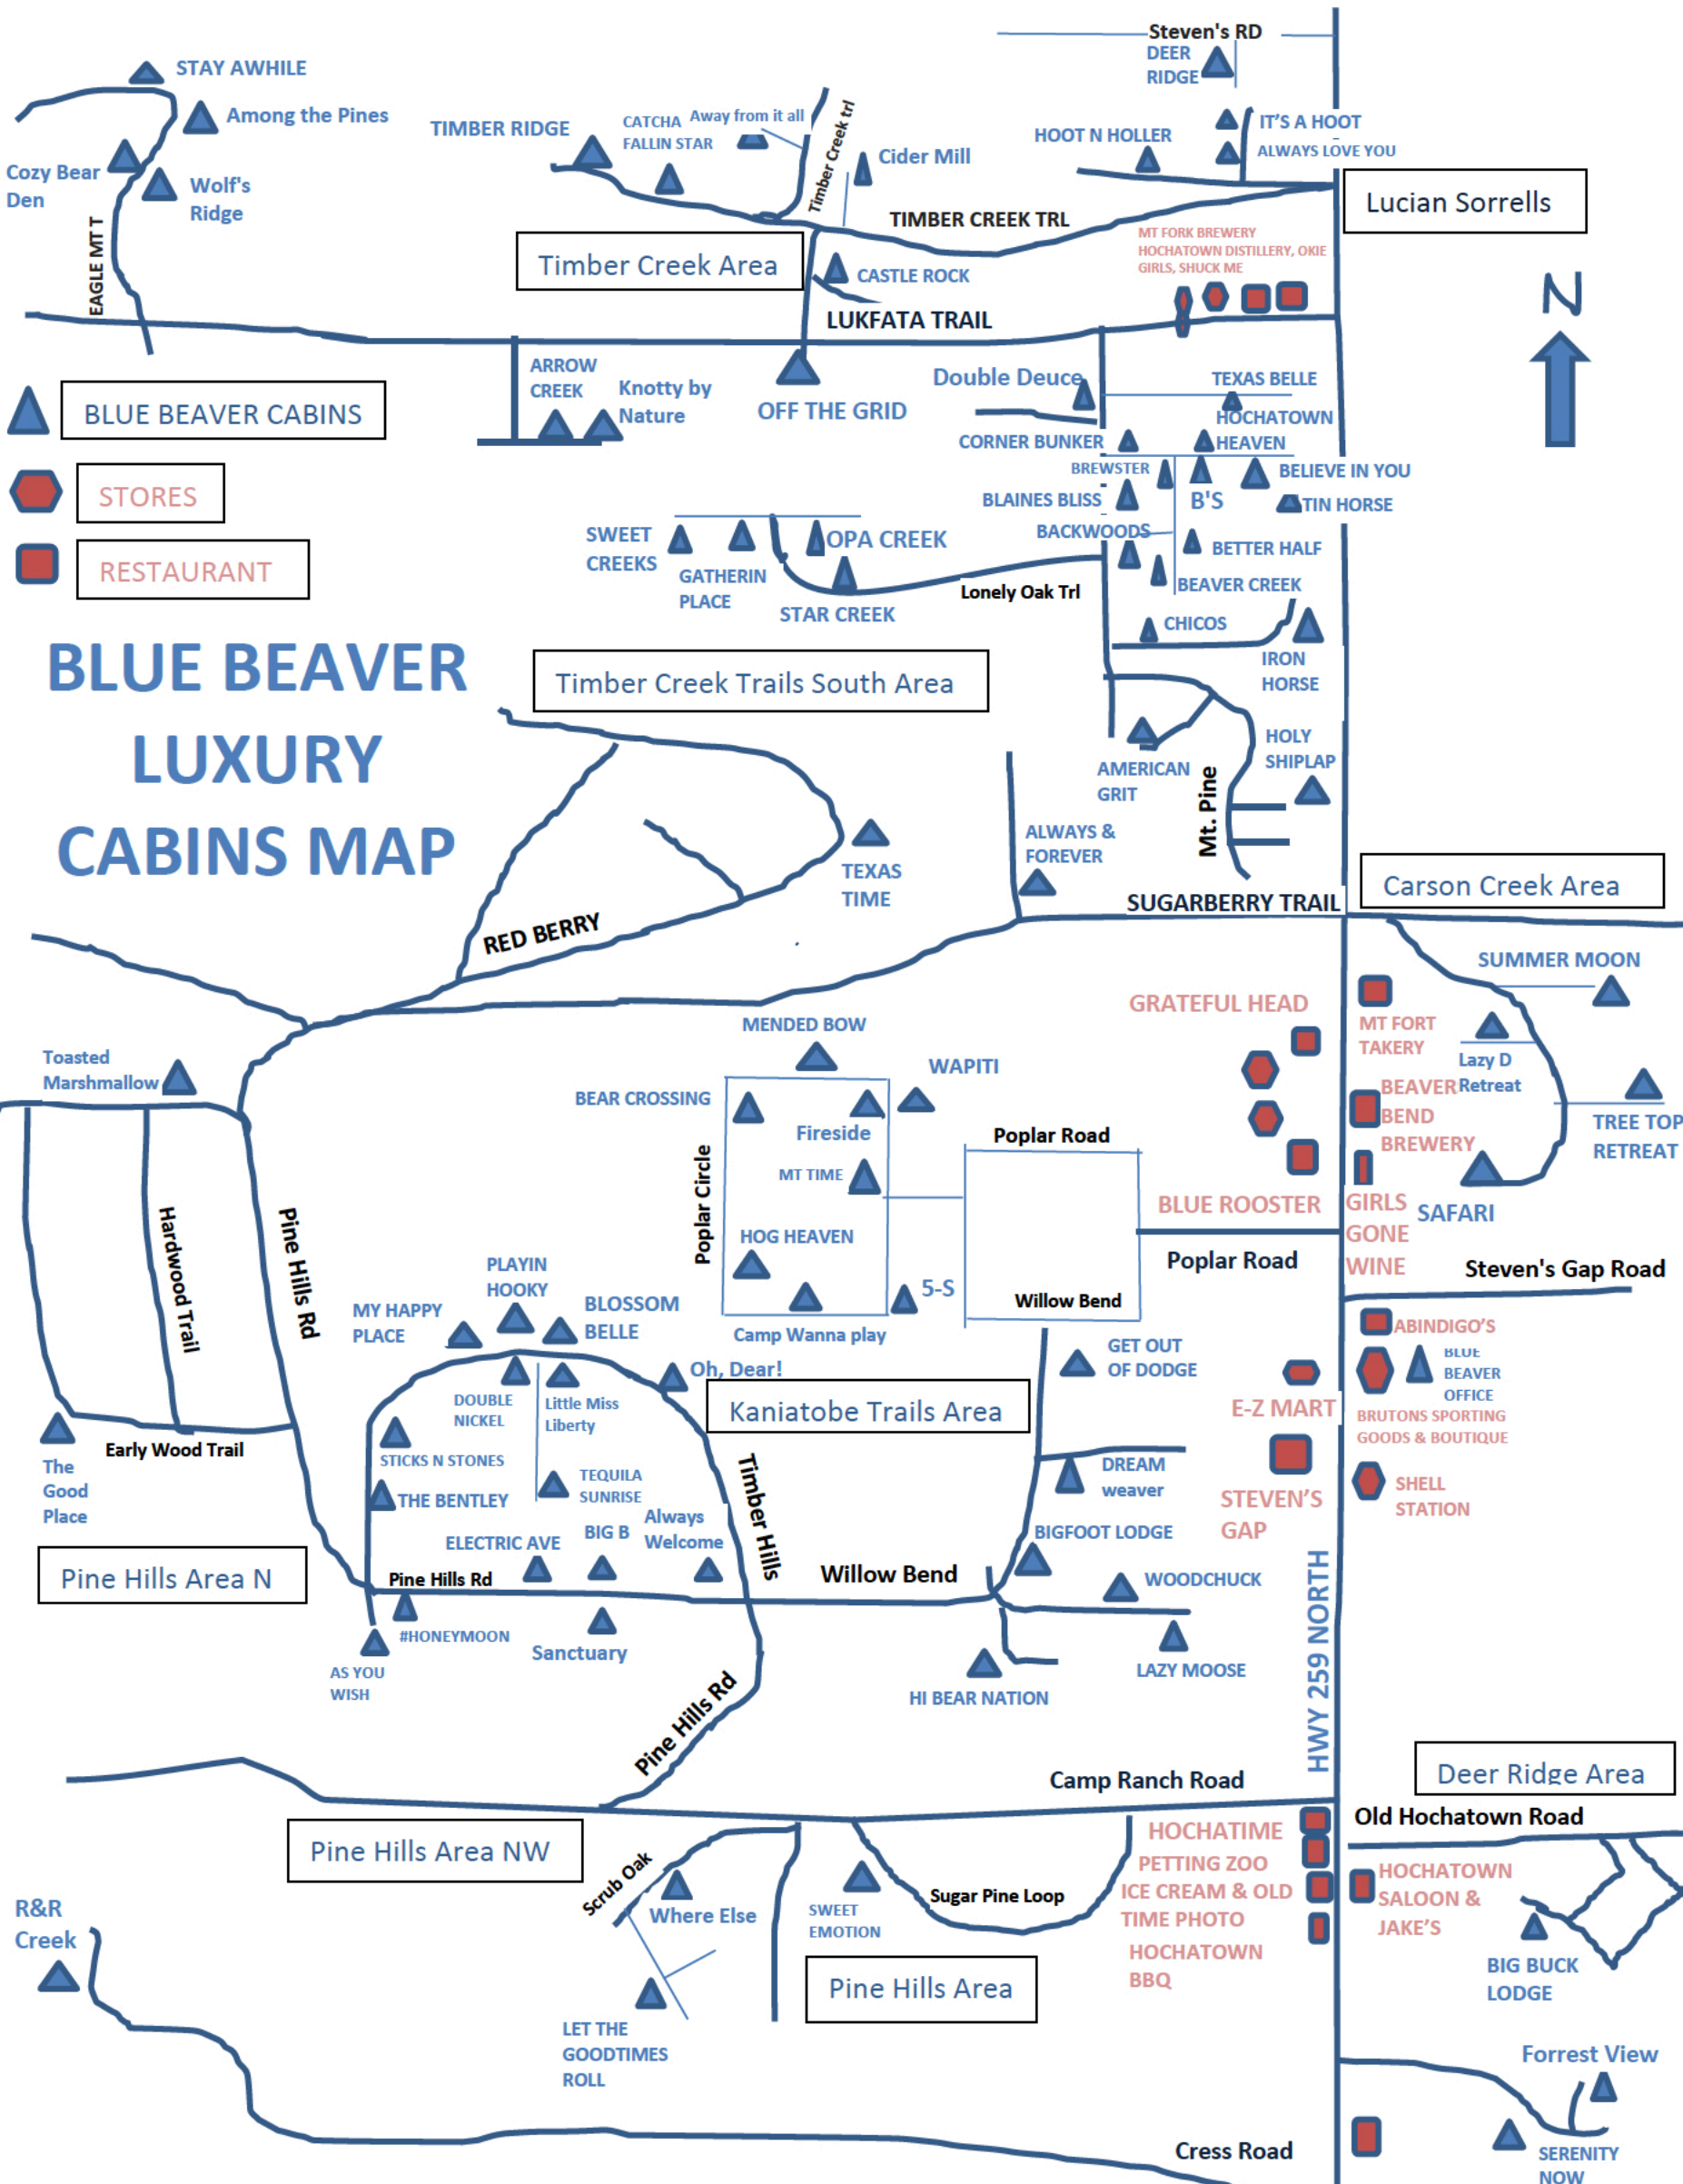 Steven's RD
DEER
RIDGE
STAY AWHILE
Among the Pines
Cozy Bear
Den
Wolf's
Ridge
EAGLE MT T
TIMBER RIDGE
CATCHA
FALLIN STAR
Away from it all
Timber Creek trl
Cider Mill
HOOT N HOLLER
IT'S A HOOT
ALWAYS LOVE YOU
Lucian Sorrells
TIMBER CREEK TRL
Timber Creek Area
CASTLE ROCK
MT FORK BREWERY
HOCHATOWN DISTILLERY, OKIE
GIRLS, SHUCK ME
N
LUKFATA TRAIL
BLUE BEAVER CABINS
STORES
RESTAURANT
ARROW
CREEK
Knotty by
Nature
OFF THE GRID
Double Deuce
TEXAS BELLE
HOCHATOWN
HEAVEN
CORNER BUNKER
BREWSTER
BELIEVE IN YOU
BLAINES BLISS
B'S
TIN HORSE
BACKWOODS
BETTER HALF
BEAVER CREEK
SWEET
CREEKS
GATHERIN
PLACE
OPA CREEK
STAR CREEK
Lonely Oak Trl
CHICOS
IRON
HORSE
BLUE BEAVER
LUXURY
CABINS MAP
Timber Creek Trails South Area
AMERICAN
GRIT
HOLY
SHIPLAP
Mt. Pine
ALWAYS &
FOREVER
TEXAS
TIME
RED BERRY
SUGARBERRY TRAIL
Carson Creek Area
SUMMER MOON
GRATEFUL HEAD
MT FORT
TAKERY
Lazy D
Retreat
BEAVER
BEND
BREWERY
TREE TOP
RETREAT
SAFARI
GIRLS
GONE
WINE
BLUE ROOSTER
Poplar Road
Steven's Gap Road
Toasted
Marshmallow
MENDED BOW
BEAR CROSSING
WAPITI
Fireside
MT TIME
Poplar Circle
Poplar Road
HOG HEAVEN
5-S
Willow Bend
Camp Wanna play
Hardwood Trail
Pine Hills Rd
PLAYIN
HOOKY
MY HAPPY
PLACE
BLOSSOM
BELLE
Oh, Dear!
DOUBLE
NICKEL
Little Miss
Liberty
Kaniatobe Trails Area
GET OUT
OF DODGE
E-Z MART
ABINDIGO'S
BLUE
BEAVER
OFFICE
BRUTONS SPORTING
GOODS & BOUTIQUE
SHELL
STATION
STEVEN'S
GAP
Early Wood Trail
The
Good
Place
STICKS N STONES
THE BENTLEY
TEQUILA
SUNRISE
Timber Hills
DREAM
weaver
ELECTRIC AVE
BIG B
Always
Welcome
BIGFOOT LODGE
Pine Hills Area N
Pine Hills Rd
Willow Bend
WOODCHUCK
#HONEYMOON
Sanctuary
AS YOU
WISH
HI BEAR NATION
LAZY MOOSE
HWY 259 NORTH
Pine Hills Rd
Camp Ranch Road
Deer Ridge Area
Old Hochatown Road
Pine Hills Area NW
Scrub Oak
Where Else
SWEET
EMOTION
Sugar Pine Loop
HOCHATIME
PETTING ZOO
ICE CREAM & OLD
TIME PHOTO
HOCHATOWN
BBQ
HOCHATOWN
SALOON &
JAKE'S
BIG BUCK
LODGE
R&R
Creek
Pine Hills Area
LET THE
GOODTIMES
ROLL
Forrest View
SERENITY
NOW
Cress Road